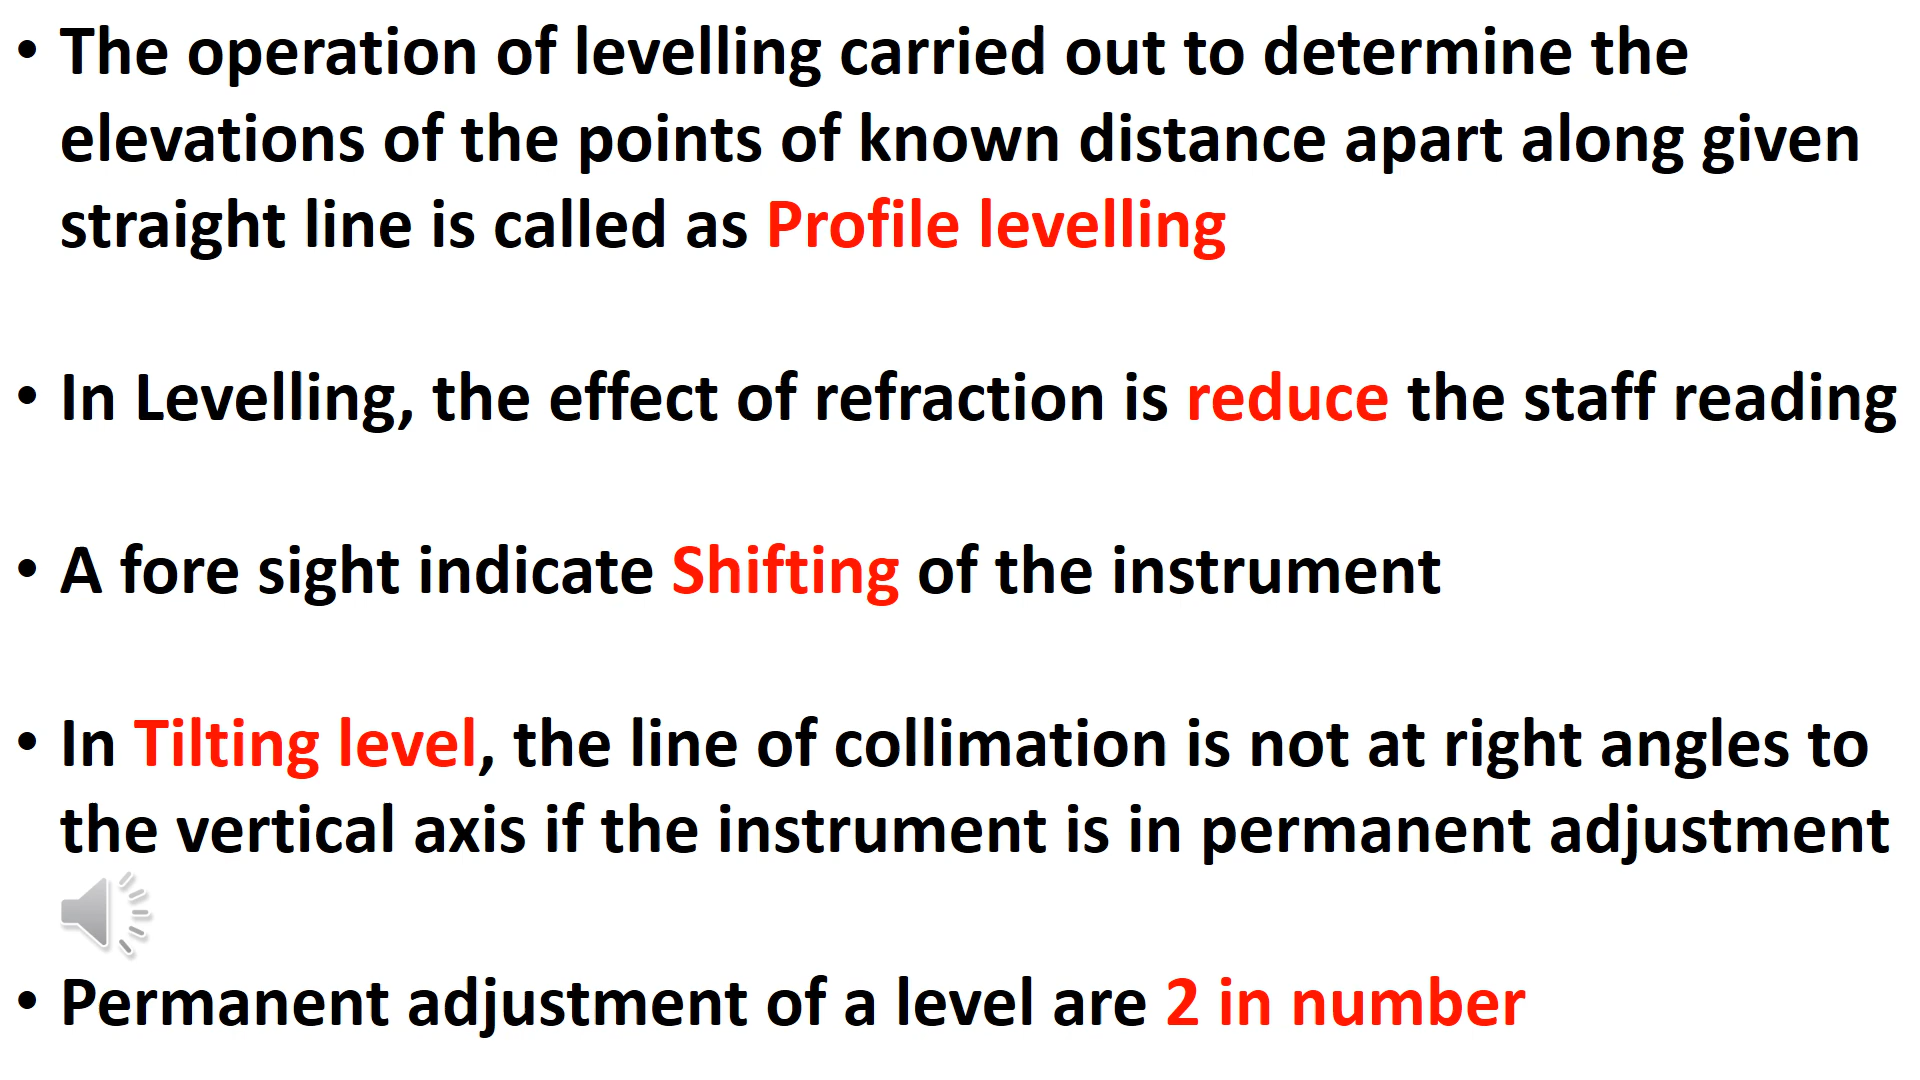 • The operation of levelling carried out to determine the
elevations of the points of known distance apart along given
straight line is called as Profile levelling
• In Levelling, the effect of refraction is reduce the staff reading
• A fore sight indicate Shifting of the instrument
• In Tilting level, the line of collimation is not at right angles to
the vertical axis if the instrument is in permanent adjustment
• Permanent adjustment of a level are 2 in number